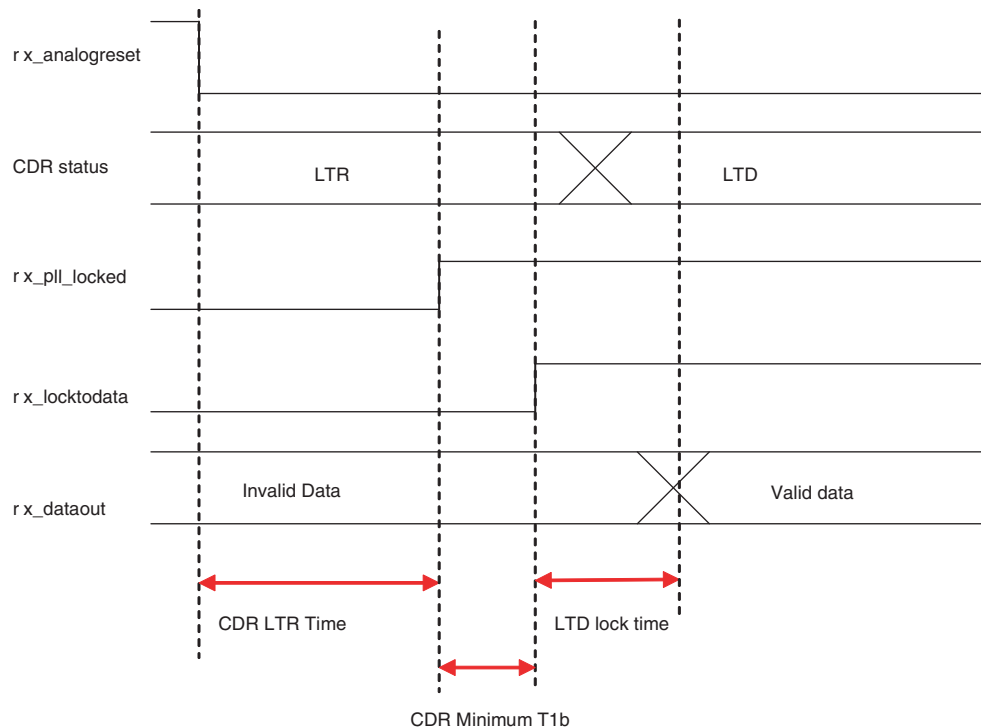 r x_analogreset
CDR status
LTR
LTD
r x_pll_locked
r x_locktodata
r x_dataout
Invalid Data
Valid data
CDR LTR Time
LTD lock time
CDR Minimum T1b